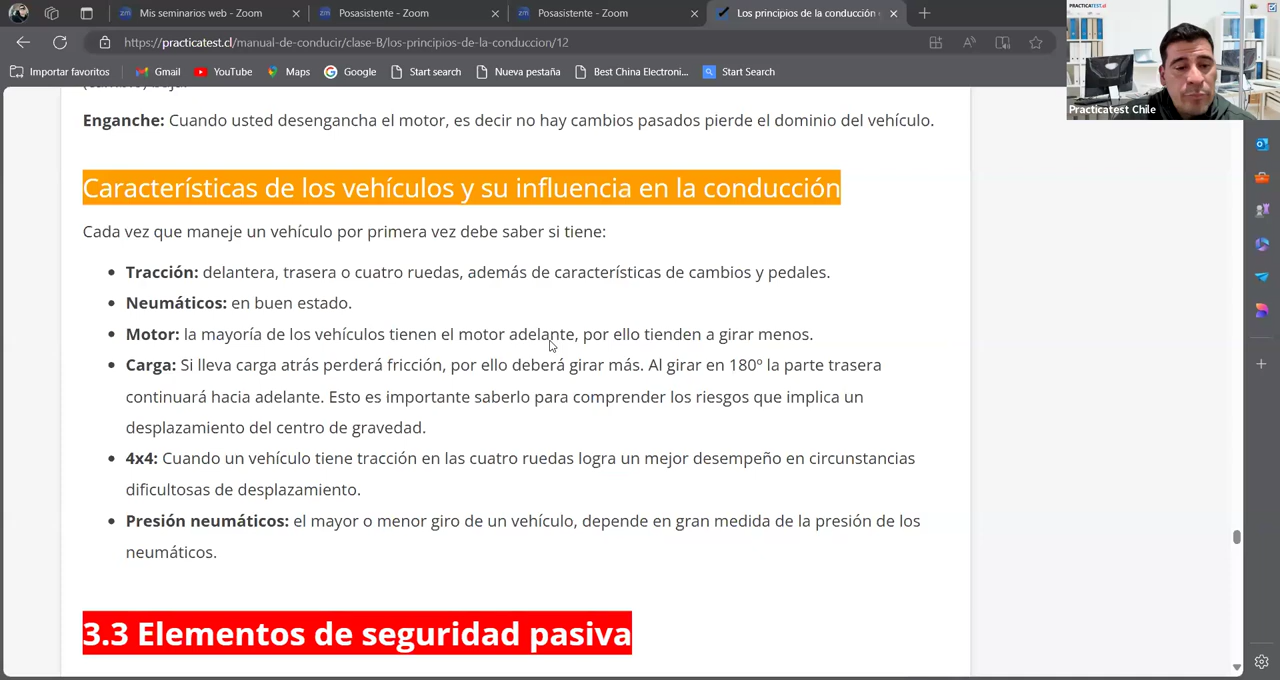 Mis seminarios web - Zoom
Posasistente - Zoom
Posasistente - Zoom
Los principios de la conducción
https://practicatest.cl/manual-de-conducir/clase-B/los-principios-de-la-conduccion/12
Importar favoritos
Gmail
YouTube
Maps
Google
Start search
Nueva pestaña
Best China Electroni...
Start Search
PRACTICATEST.cl
Practicatest Chile
Enganche: Cuando usted desengancha el motor, es decir no hay cambios pasados pierde el dominio del vehículo.
Características de los vehículos y su influencia en la conducción
Cada vez que maneje un vehículo por primera vez debe saber si tiene:
• Tracción: delantera, trasera o cuatro ruedas, además de características de cambios y pedales.
• Neumáticos: en buen estado.
• Motor: la mayoría de los vehículos tienen el motor adelante, por ello tienden a girar menos.
• Carga: Si lleva carga atrás perderá fricción, por ello deberá girar más. Al girar en 180º la parte trasera
continuará hacia adelante. Esto es importante saberlo para comprender los riesgos que implica un
desplazamiento del centro de gravedad.
• 4x4: Cuando un vehículo tiene tracción en las cuatro ruedas logra un mejor desempeño en circunstancias
dificultosas de desplazamiento.
• Presión neumáticos: el mayor o menor giro de un vehículo, depende en gran medida de la presión de los
neumáticos.
3.3 Elementos de seguridad pasiva